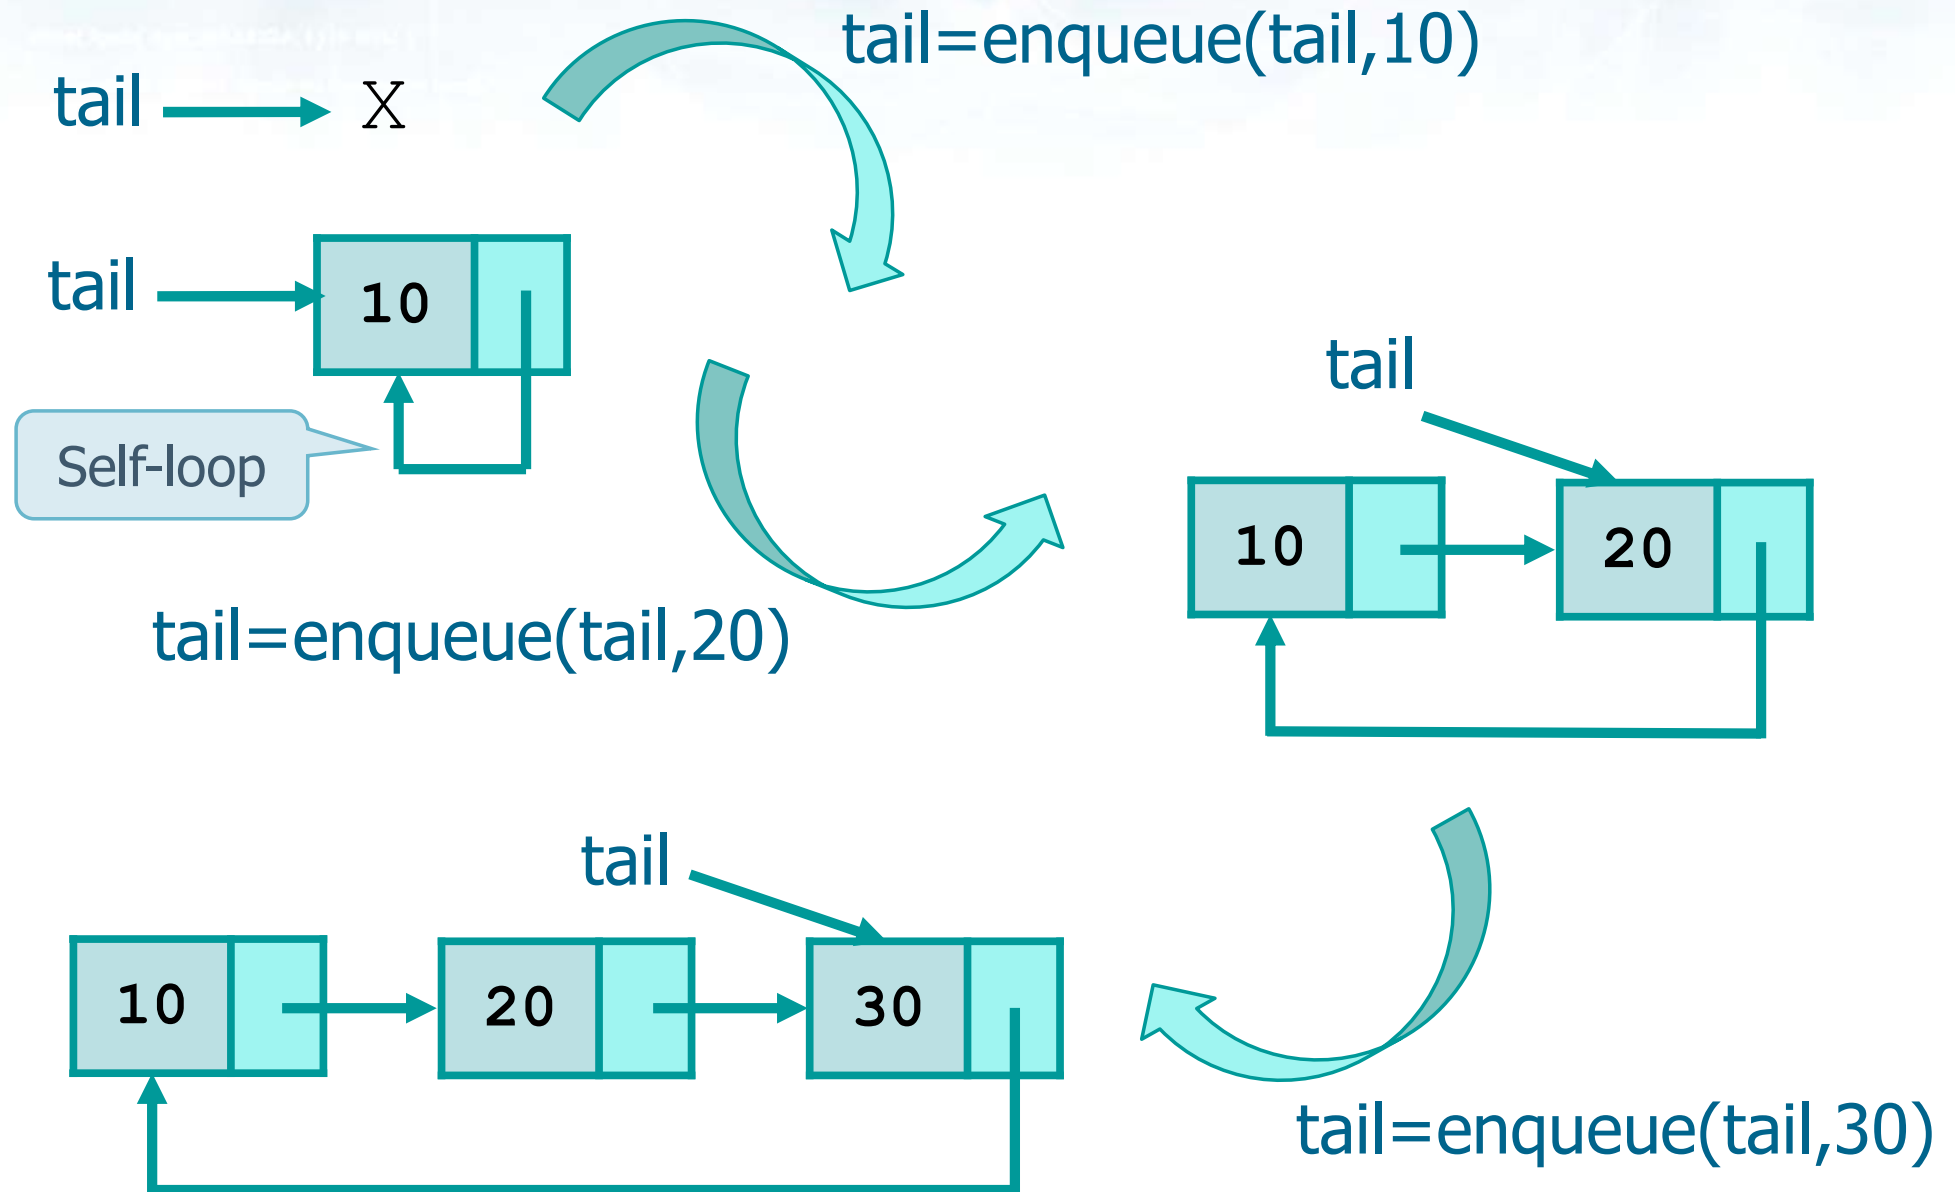 tail=enqueue(tail,10)
tail X
tail 10
Self-loop
tail
10 20
tail=enqueue(tail,20)
tail
10 20 30
tail=enqueue(tail,30)